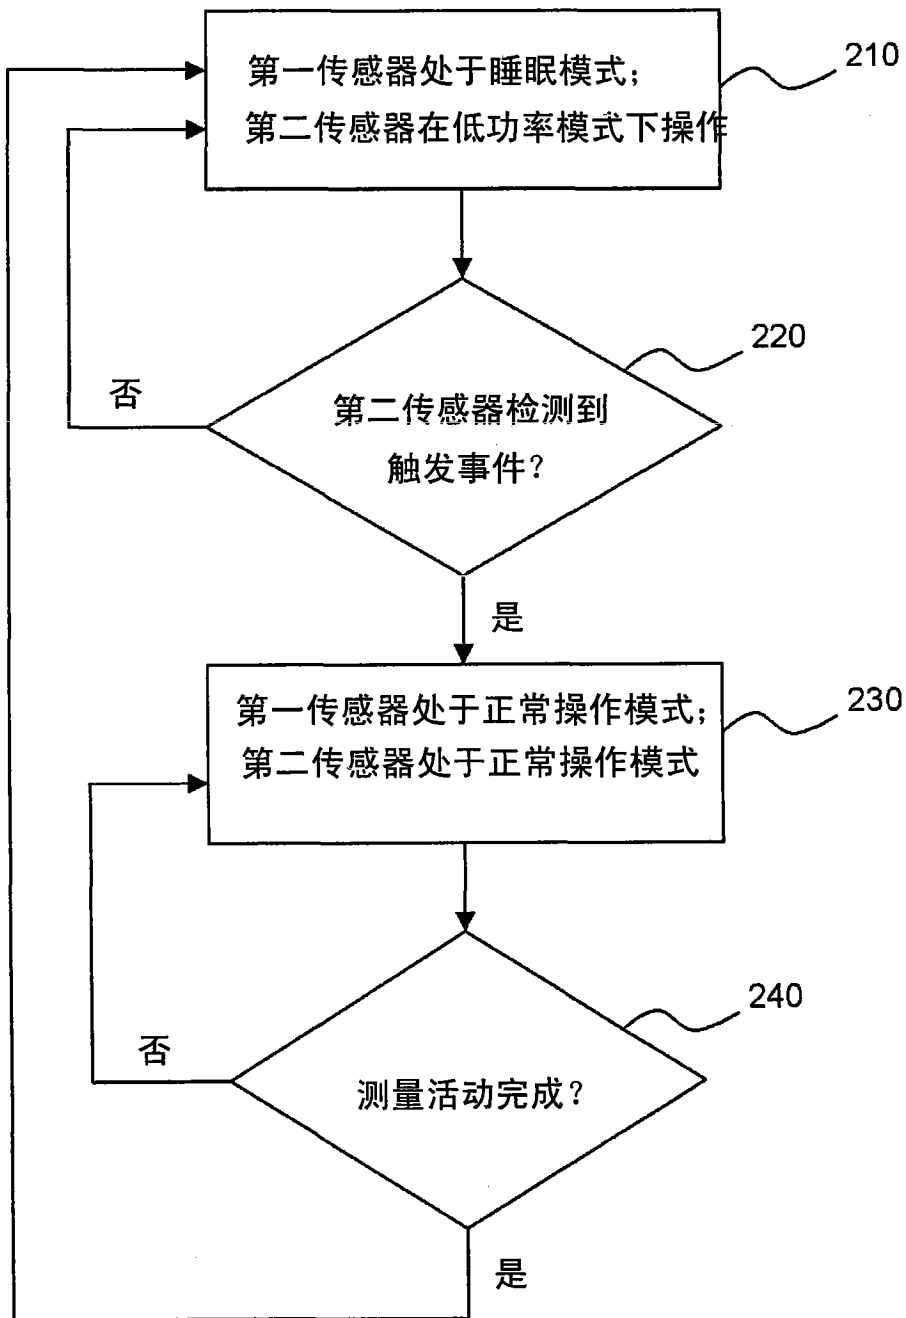 第一传感器处于睡眠模式；
第二传感器在低功率模式下操作
210
220
否
第二传感器检测到
触发事件？
是
第一传感器处于正常操作模式；
第二传感器处于正常操作模式
230
240
否
测量活动完成？
是